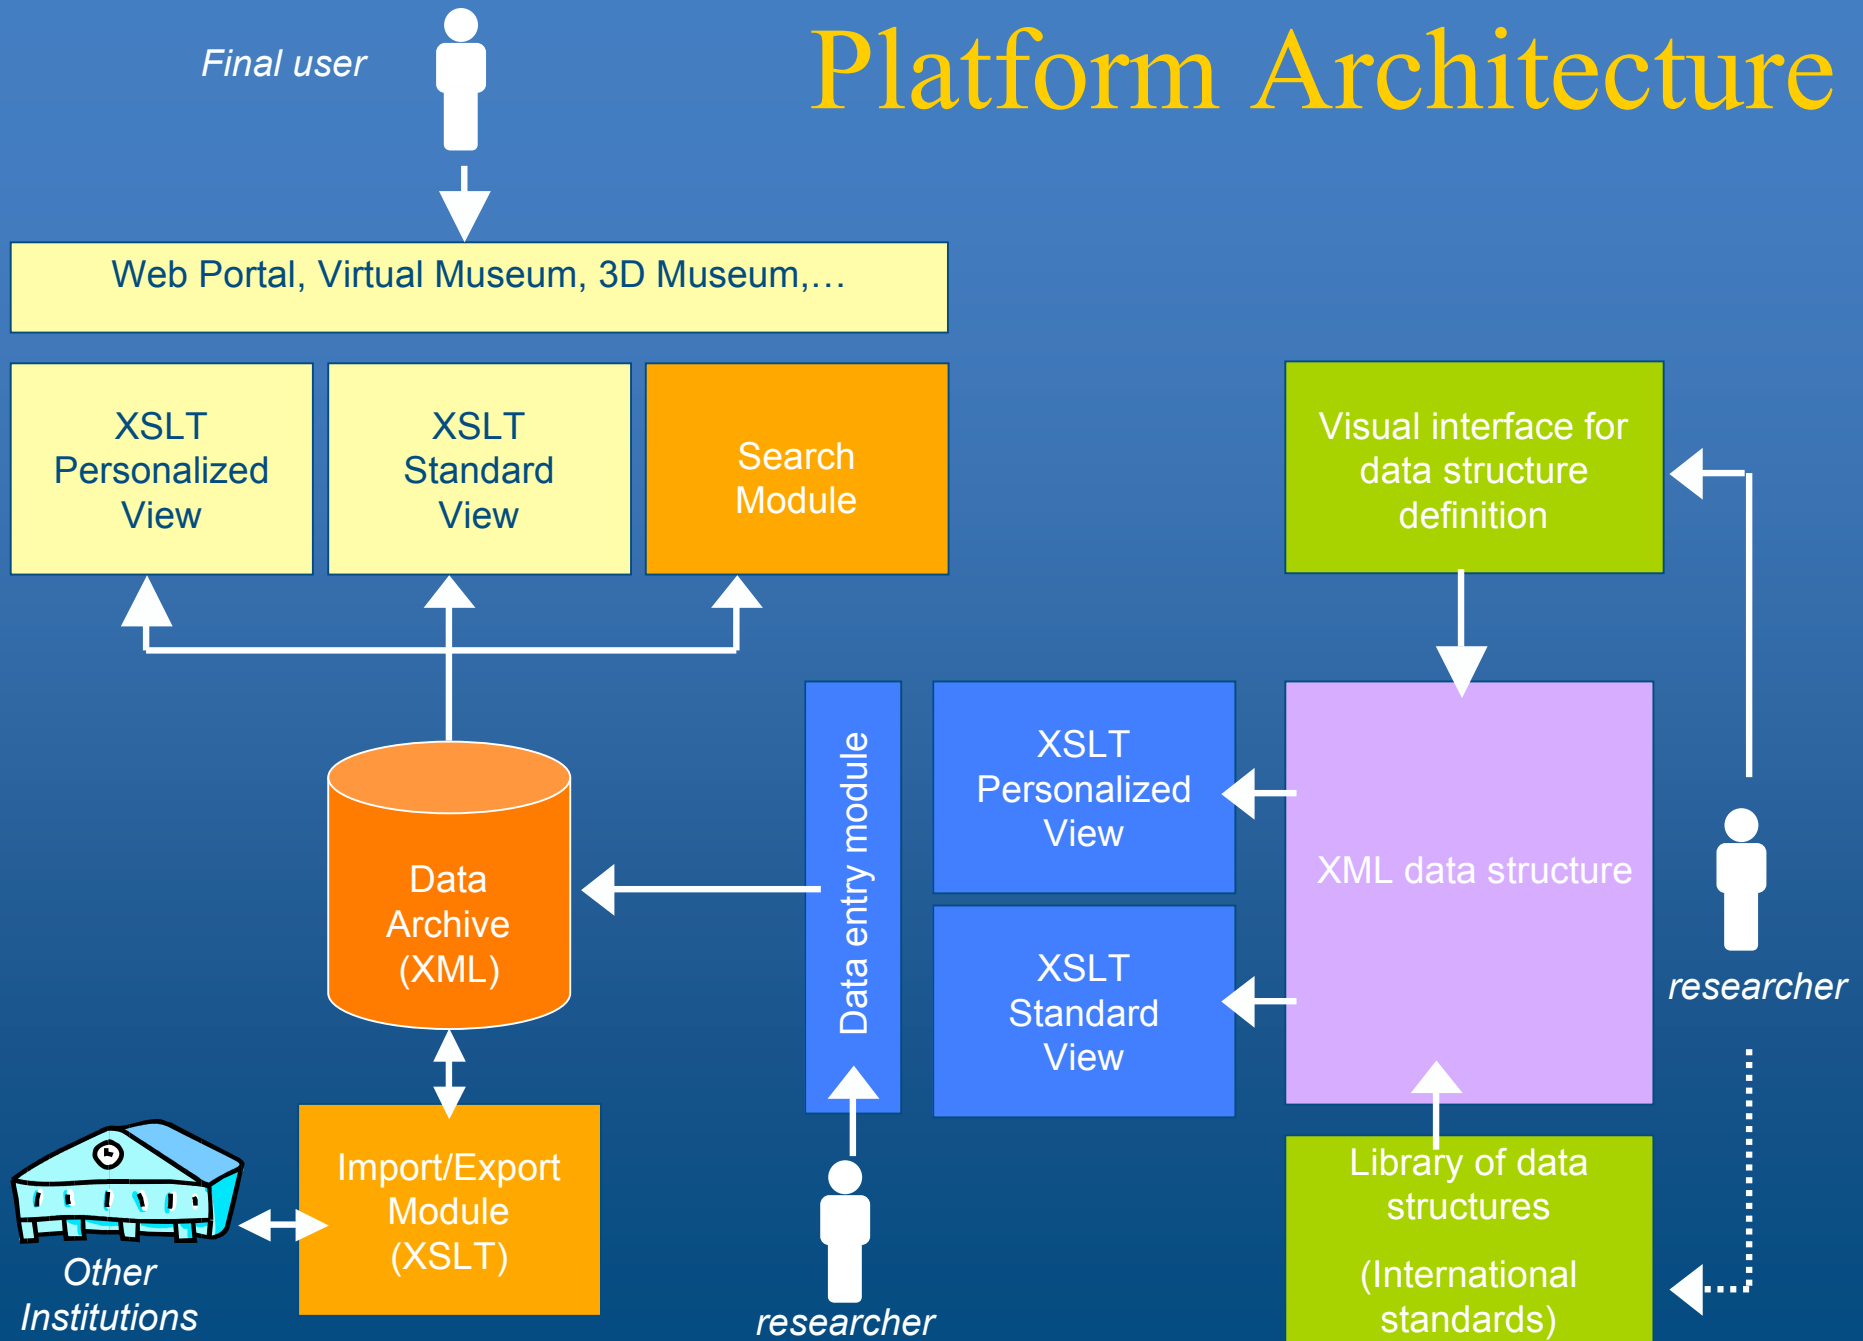 Platform Architecture
Final user
Web Portal, Virtual Museum, 3D Museum,…
XSLT
Personalized
View
XSLT
Standard
View
Search
Module
Visual interface for
data structure
definition
Data
Archive
(XML)
Data entry module
XSLT
Personalized
View
XSLT
Standard
View
XML data structure
researcher
Import/Export
Module
(XSLT)
Other
Institutions
researcher
Library of data
structures
(International
standards)